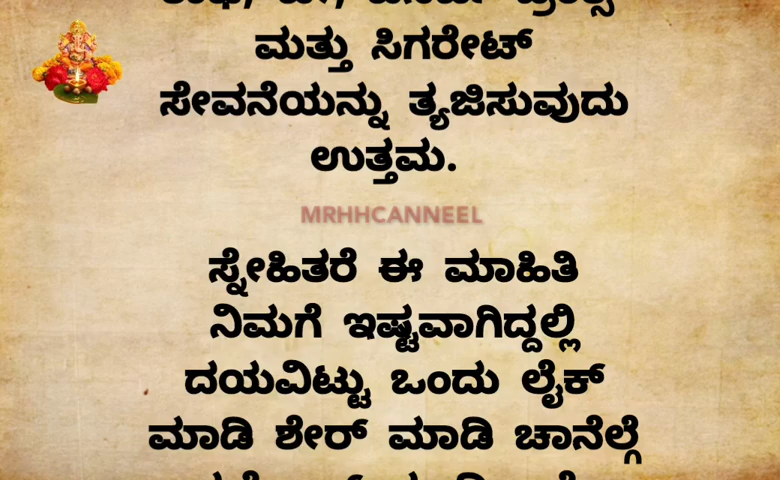 ಮತ್ತು ಸಿಗರೇಟ್
ಸೇವನೆಯನ್ನು ತ್ಯಜಿಸುವುದು
ಉತ್ತಮ.
MRHHCANNEEL
ಸ್ನೇಹಿತರೆ ಈ ಮಾಹಿತಿ
ನಿಮಗೆ ಇಷ್ಟವಾಗಿದ್ದಲ್ಲಿ
ದಯವಿಟ್ಟು ಒಂದು ಲೈಕ್
ಮಾಡಿ ಶೇರ್ ಮಾಡಿ ಚಾನೆಲ್ಗೆ